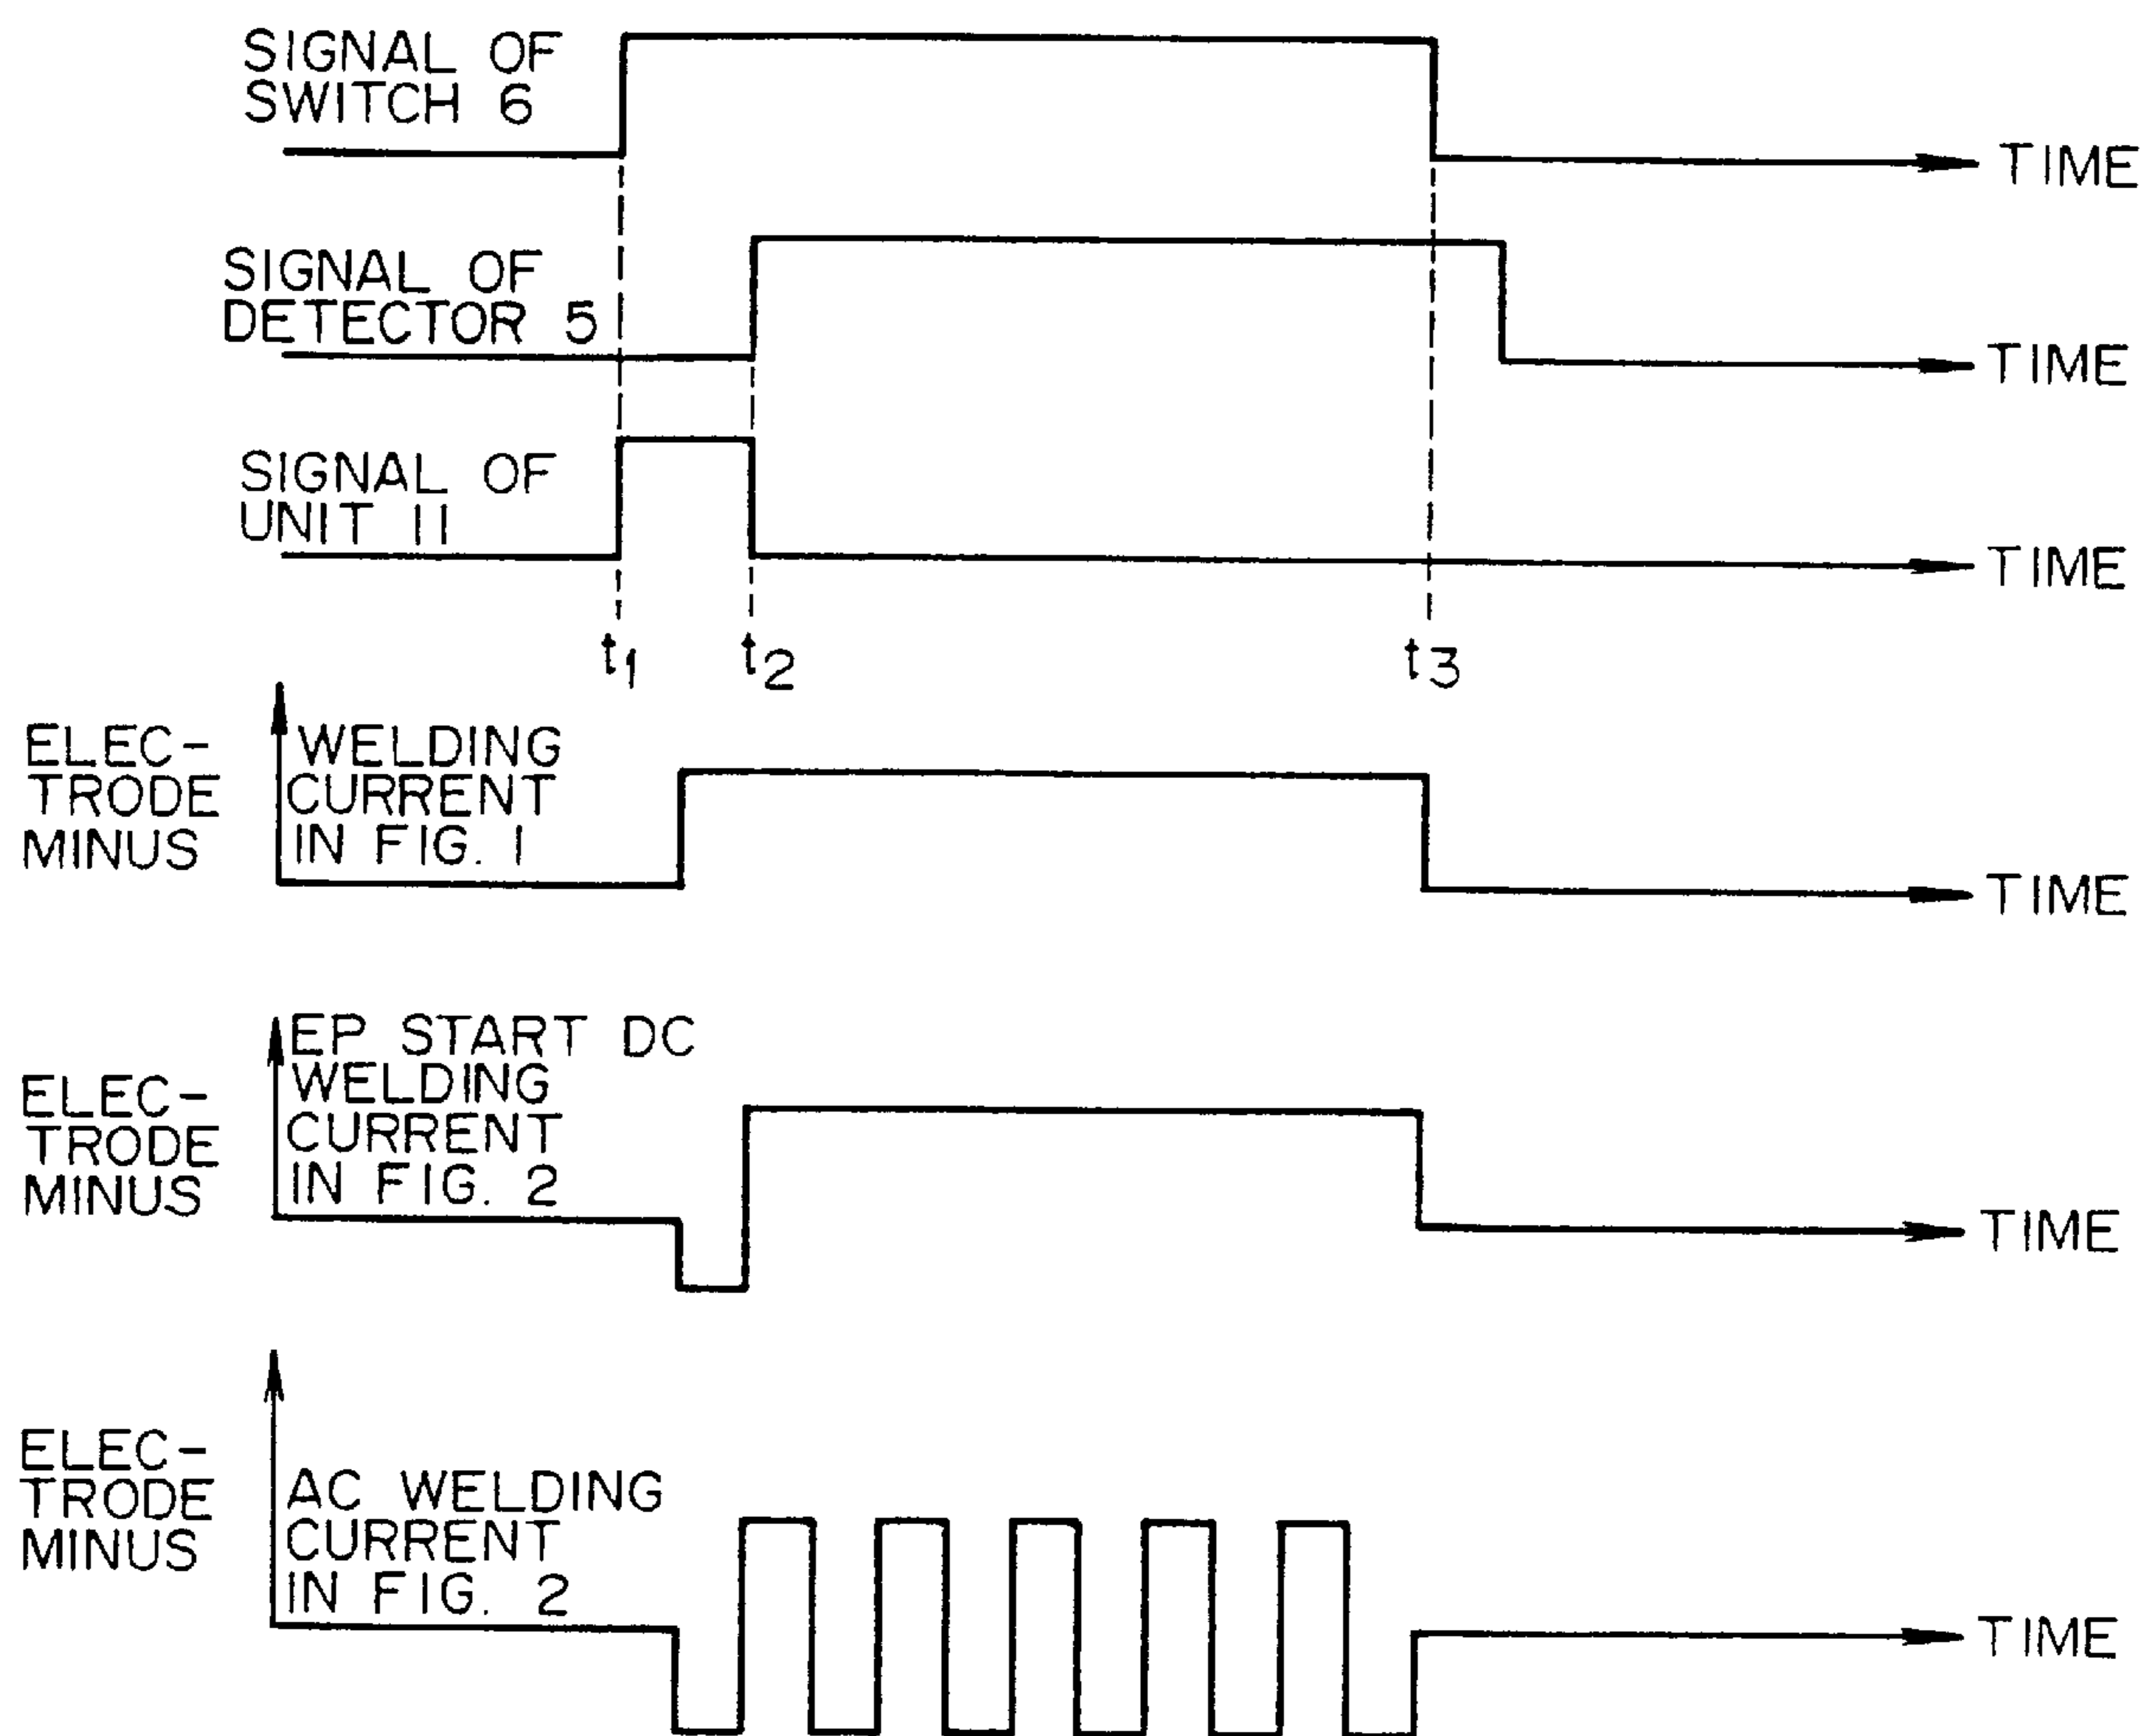 SIGNAL OF
SWITCH 6
TIME
SIGNAL OF
DETECTOR 5
TIME
SIGNAL OF
UNIT 11
TIME
t1
t2
t3
ELEC-
TRODE
MINUS
WELDING
CURRENT
IN FIG. 1
TIME
ELEC-
TRODE
MINUS
EP START DC
WELDING
CURRENT
IN FIG. 2
TIME
ELEC-
TRODE
MINUS
AC WELDING
CURRENT
IN FIG. 2
TIME